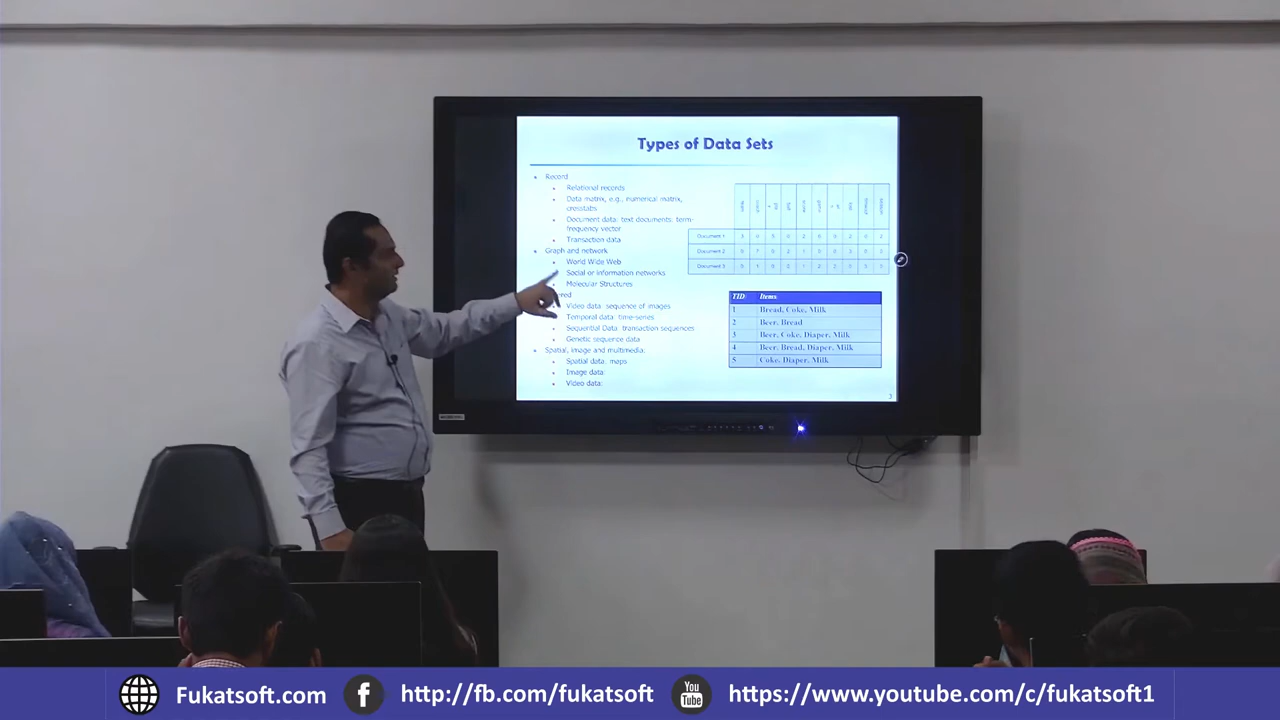 Types of Data Sets
Record
Relational records
Data matrix, e.g., numerical matrix,
crosstabs
Document data: text documents: term-
frequency vector
Transaction data
Graph and network
World Wide Web
Social or information networks
Molecular Structures
Video data: sequence of images
Temporal data: time-series
Sequential Data: transaction sequences
Genetic sequence data
Spatial, image and multimedia:
Spatial data: maps
Image data:
Video data:
Document 1
Document 2
Document 3
TID Items
1 Bread, Coke, Milk
2 Beer, Bread
3 Beer, Coke, Diaper, Milk
4 Beer, Bread, Diaper, Milk
5 Coke, Diaper, Milk
3
Fukatsoft.com
f
http://fb.com/fukatsoft
You
Tube
https://www.youtube.com/c/fukatsoft1